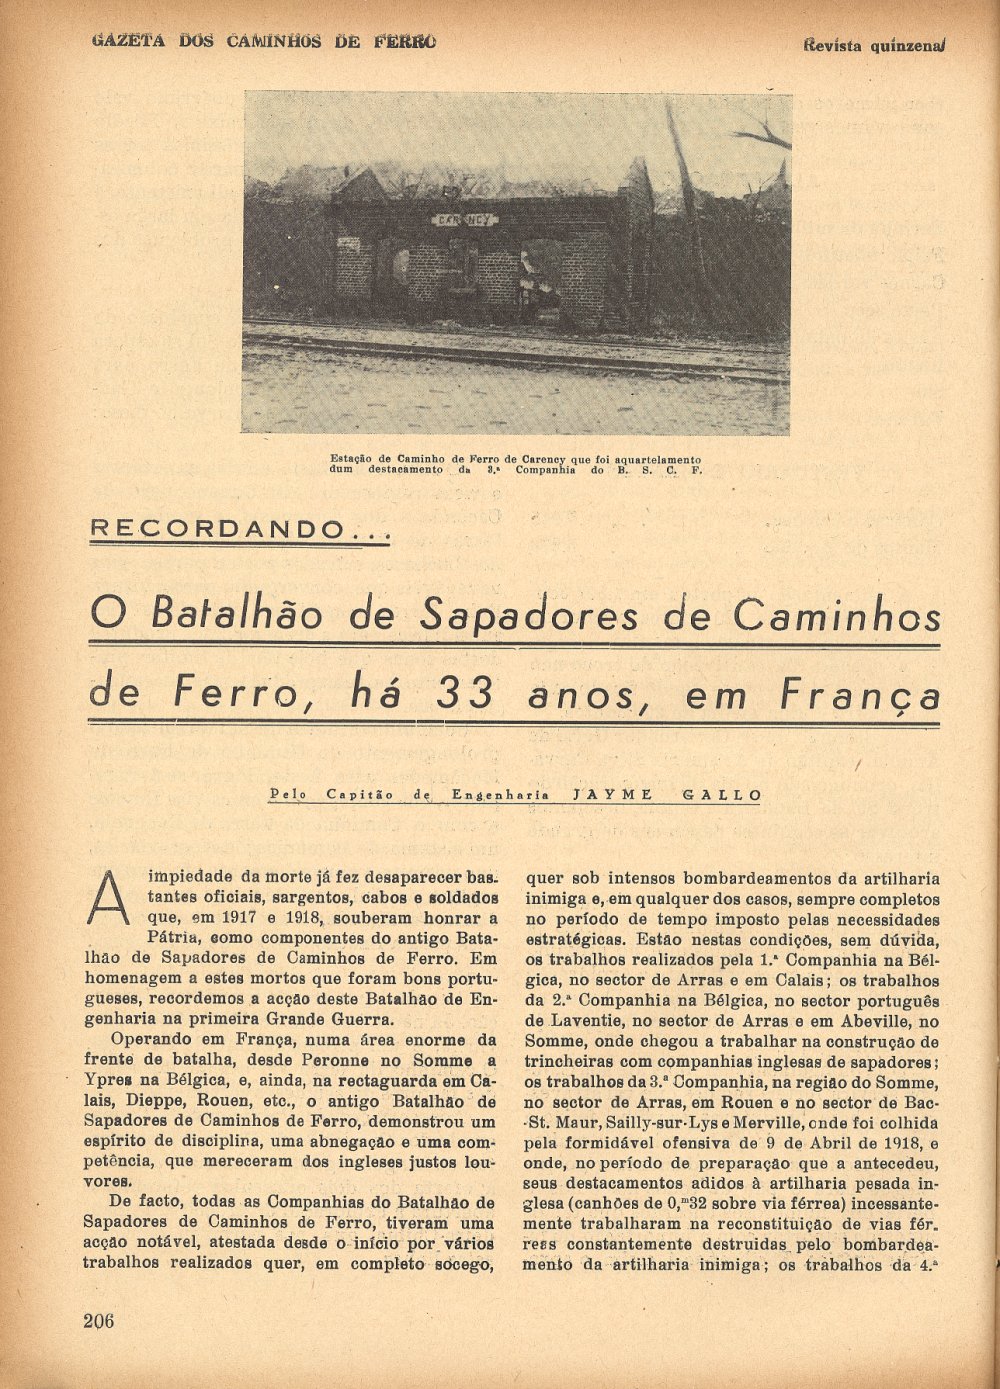 GAZETA DOS CAMINHOS DE FERRO
Revista quinzenal
CARENCY
Estação de Caminho de Ferro de Carency que foi aquartelamento
dum destacamento da 3.ª Companhia do B. S. C. F.
RECORDANDO...
O Batalhão de Sapadores de Caminhos
de Ferro, há 33 anos, em França
Pelo Capitão de Engenharia JAYME GALLO
A impiedade da morte já fez desaparecer bas-
tantes oficiais, sargentos, cabos e soldados
que, em 1917 e 1918, souberam honrar a
Pátria, como componentes do antigo Bata-
lhão de Sapadores de Caminhos de Ferro. Em
homenagem a estes mortos que foram bons portu-
gueses, recordemos a acção deste Batalhão de En-
genharia na primeira Grande Guerra.
Operando em França, numa área enorme da
frente de batalha, desde Peronne no Somme a
Ypres na Bélgica, e, ainda, na rectaguarda em Ca-
lais, Dieppe, Rouen, etc., o antigo Batalhão de
Sapadores de Caminhos de Ferro, demonstrou um
espírito de disciplina, uma abnegação e uma com-
petência, que mereceram dos ingleses justos lou-
vores.
De facto, todas as Companhias do Batalhão de
Sapadores de Caminhos de Ferro, tiveram uma
acção notável, atestada desde o início por vários
trabalhos realizados quer, em completo socego,
quer sob intensos bombardeamentos da artilharia
inimiga e, em qualquer dos casos, sempre completos
no período de tempo imposto pelas necessidades
estratégicas. Estão nestas condições, sem dúvida,
os trabalhos realizados pela 1.ª Companhia na Bél-
gica, no sector de Arras e em Calais; os trabalhos
da 2.ª Companhia na Bélgica, no sector português
de Laventie, no sector de Arras e em Abeville, no
Somme, onde chegou a trabalhar na construção de
trincheiras com companhias inglesas de sapadores;
os trabalhos da 3.ª Companhia, na região do Somme,
no sector de Arras, em Rouen e no sector de Bac-
-St. Maur, Sailly-sur-Lys e Merville, onde foi colhida
pela formidável ofensiva de 9 de Abril de 1918, e
onde, no período de preparação que a antecedeu,
seus destacamentos adidos à artilharia pesada in-
glesa (canhões de 0,ᵐ32 sobre via férrea) incessante-
mente trabalharam na reconstituição de vias fér-
reas constantemente destruidas pelo bombardea-
mento da artilharia inimiga; os trabalhos da 4.ª
206